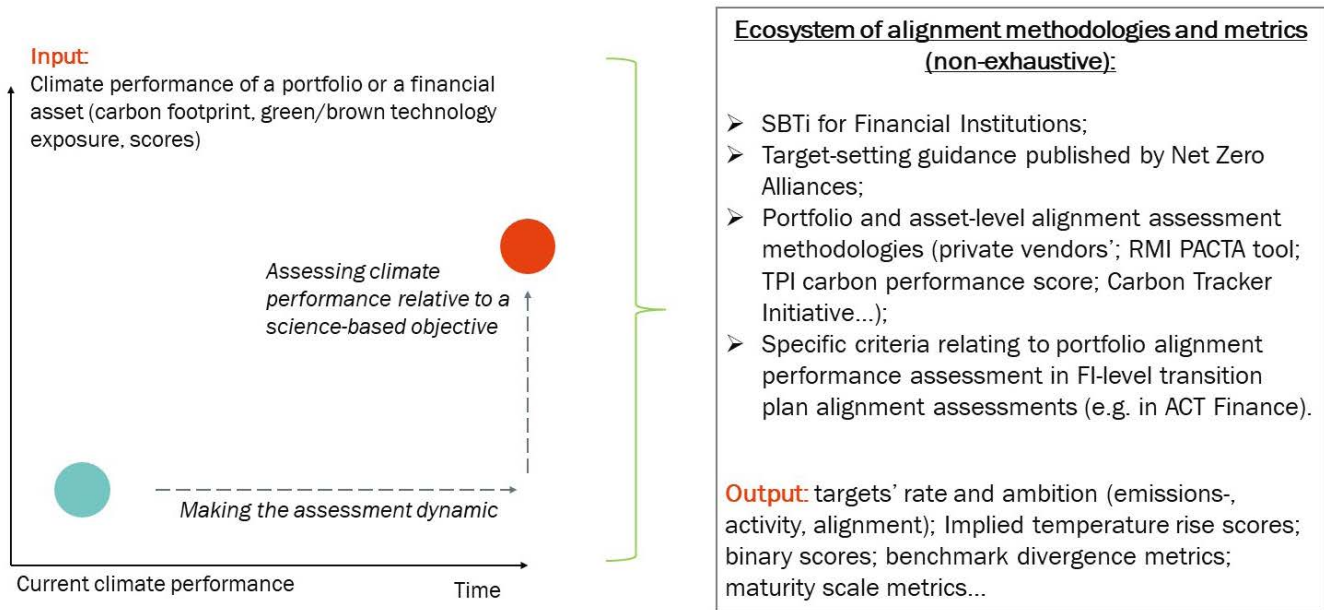 Input:
Climate performance of a portfolio or a financial
asset (carbon footprint, green/brown technology
exposure, scores)
Assessing climate
performance relative to a
science-based objective
Making the assessment dynamic
Current climate performance
Time
Ecosystem of alignment methodologies and metrics
(non-exhaustive):
➢ SBTi for Financial Institutions;
➢ Target-setting guidance published by Net Zero
Alliances;
➢ Portfolio and asset-level alignment assessment
methodologies (private vendors’; RMI PACTA tool;
TPI carbon performance score; Carbon Tracker
Initiative...);
➢ Specific criteria relating to portfolio alignment
performance assessment in FI-level transition
plan alignment assessments (e.g. in ACT Finance).
Output: targets’ rate and ambition (emissions-,
activity, alignment); Implied temperature rise scores;
binary scores; benchmark divergence metrics;
maturity scale metrics...